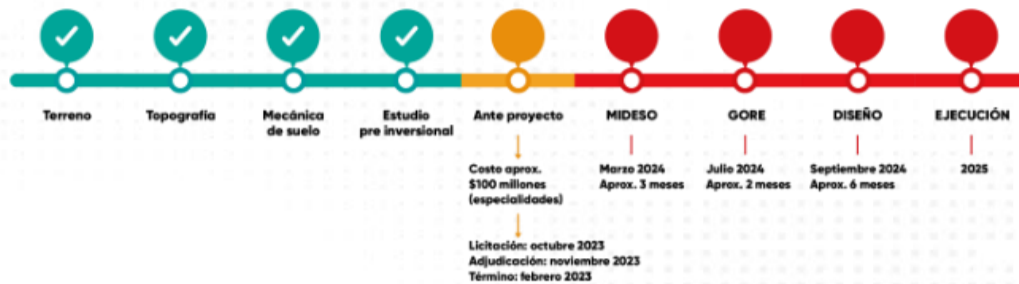 Terreno
Topografía
Mecánica
de suelo
Estudio
pre inversional
Ante proyecto
MIDESO
GORE
DISEÑO
EJECUCIÓN
Costo aprox.
$100 millones
(especialidades)
Marzo 2024
Aprox. 3 meses
Julio 2024
Aprox. 2 meses
Septiembre 2024
Aprox. 6 meses
2025
Licitación: octubre 2023
Adjudicación: noviembre 2023
Término: febrero 2023